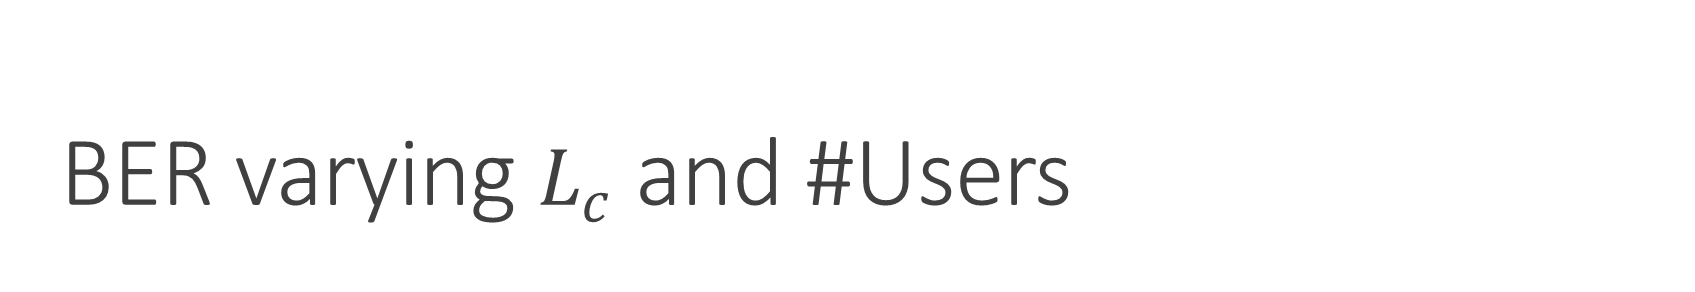 BER varying $L_c$ and #Users